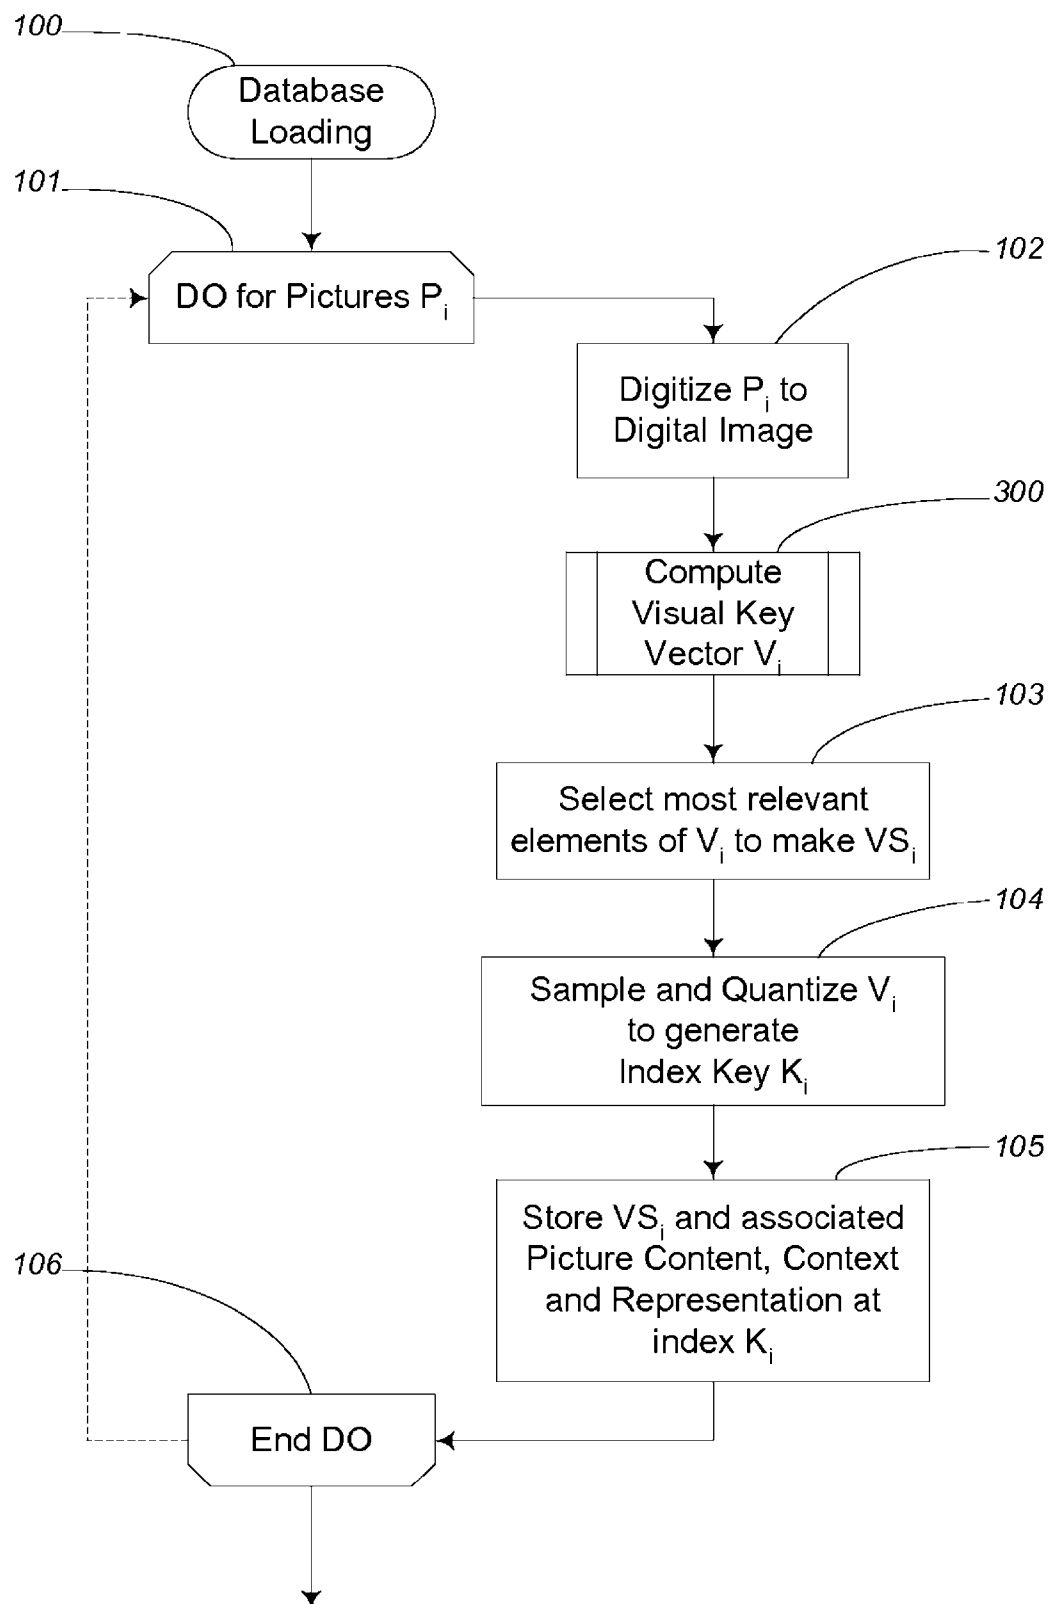 100
Database
Loading
101
DO for Pictures Pi
102
Digitize Pi to
Digital Image
300
Compute
Visual Key
Vector Vi
103
Select most relevant
elements of Vi to make VSi
104
Sample and Quantize Vi
to generate
Index Key Ki
105
Store VSi and associated
Picture Content, Context
and Representation at
index Ki
106
End DO